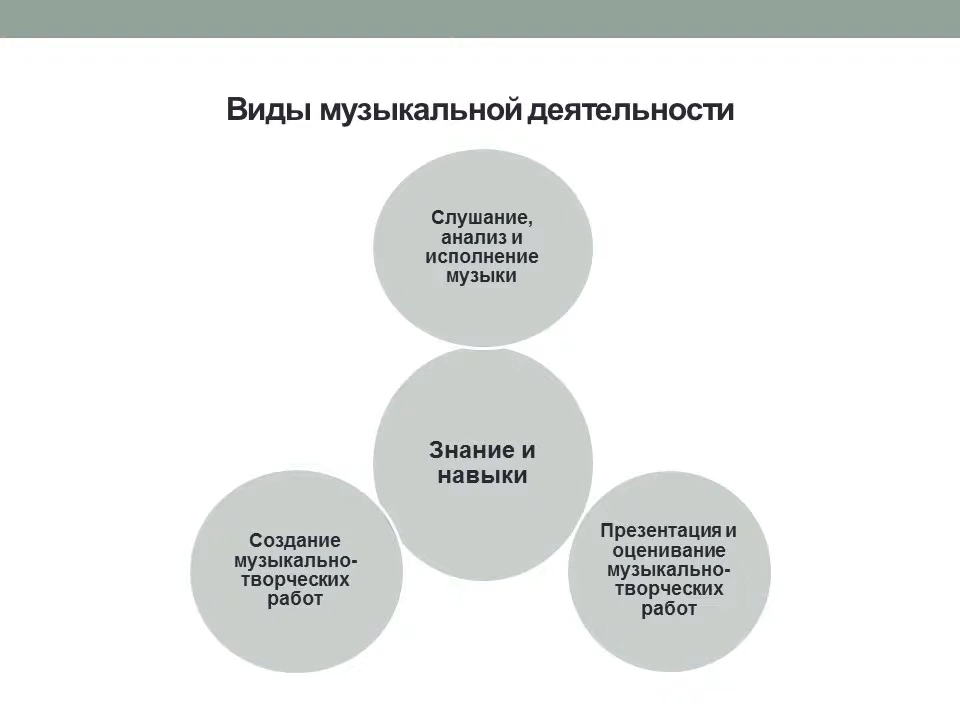 Виды музыкальной деятельности
Слушание,
анализ и
исполнение
музыки
Знание и
навыки
Создание
музыкально-
творческих
работ
Презентация и
оценивание
музыкально-
творческих
работ